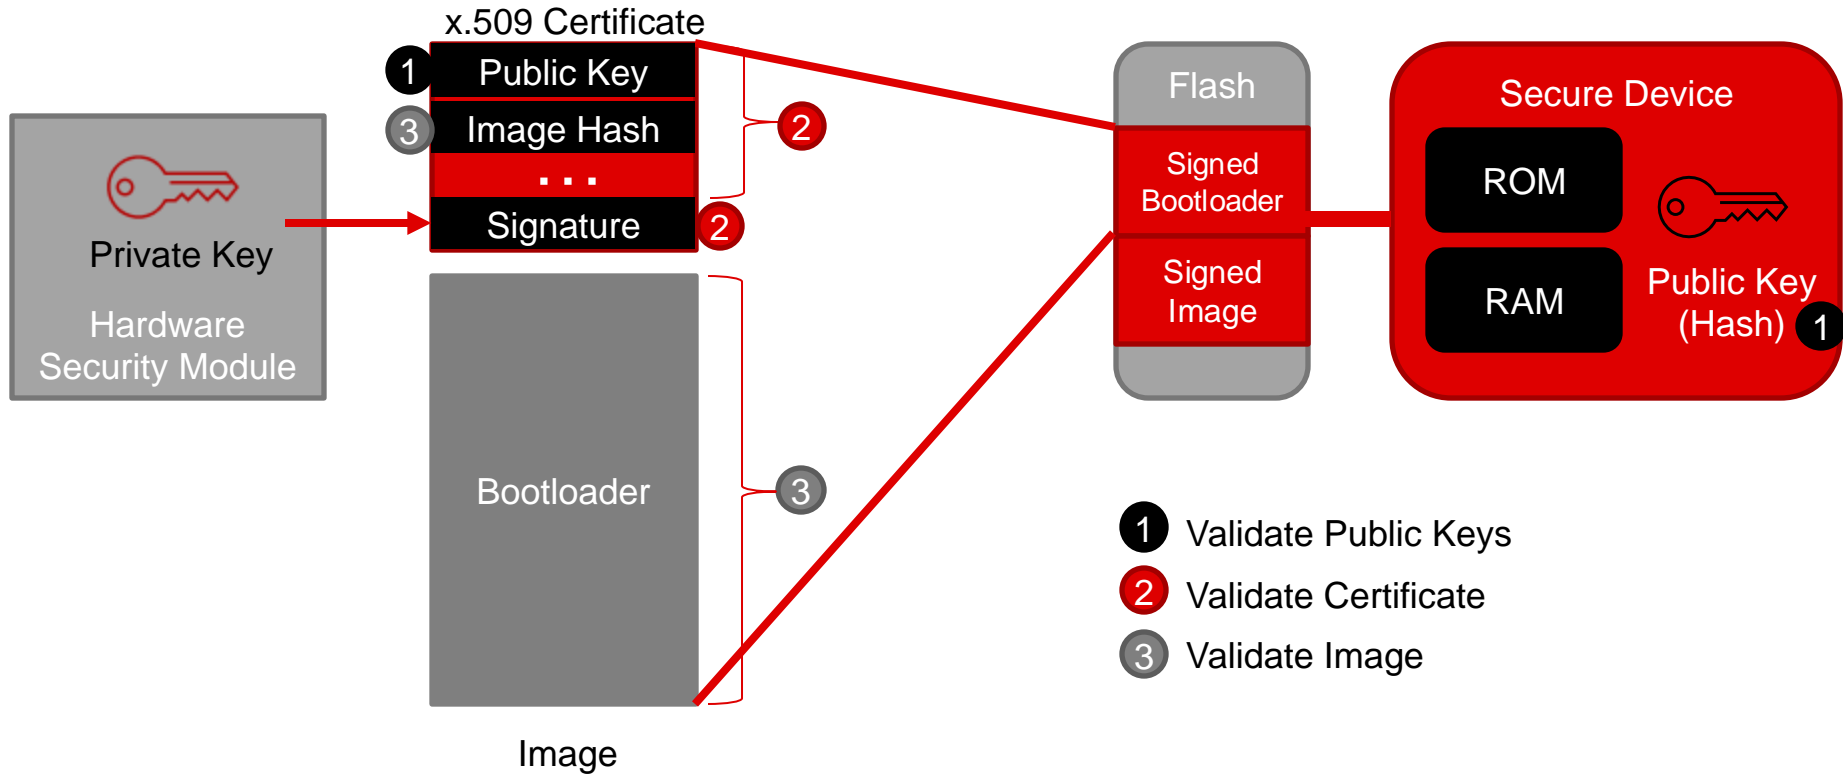 x.509 Certificate
1
Public Key
3
Image Hash
2
. . .
Signature
2
Private Key
Hardware
Security Module
Bootloader
3
Image
Flash
Signed
Bootloader
Signed
Image
Secure Device
ROM
RAM
Public Key
(Hash)
1
1 Validate Public Keys
2 Validate Certificate
3 Validate Image